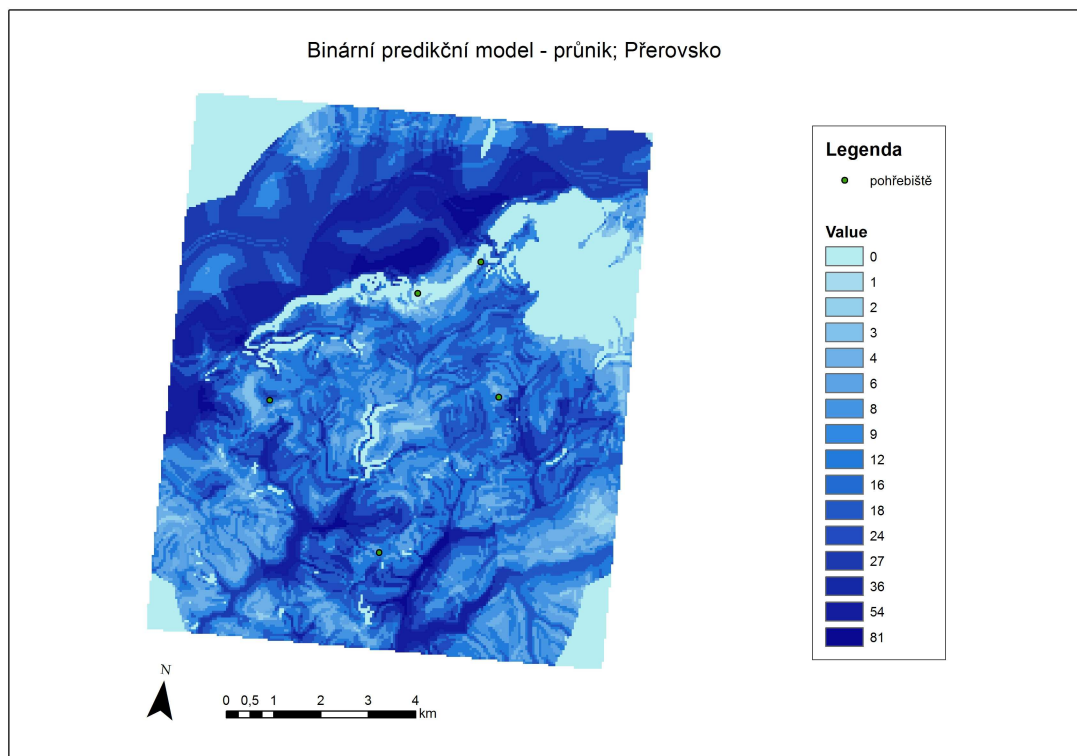 Binární predikční model - průnik; Přerovsko
Legenda
pohřebiště
Value
0
1
2
3
4
6
8
9
12
16
18
24
27
36
54
81
N
0 0,5 1 2 3 4
km